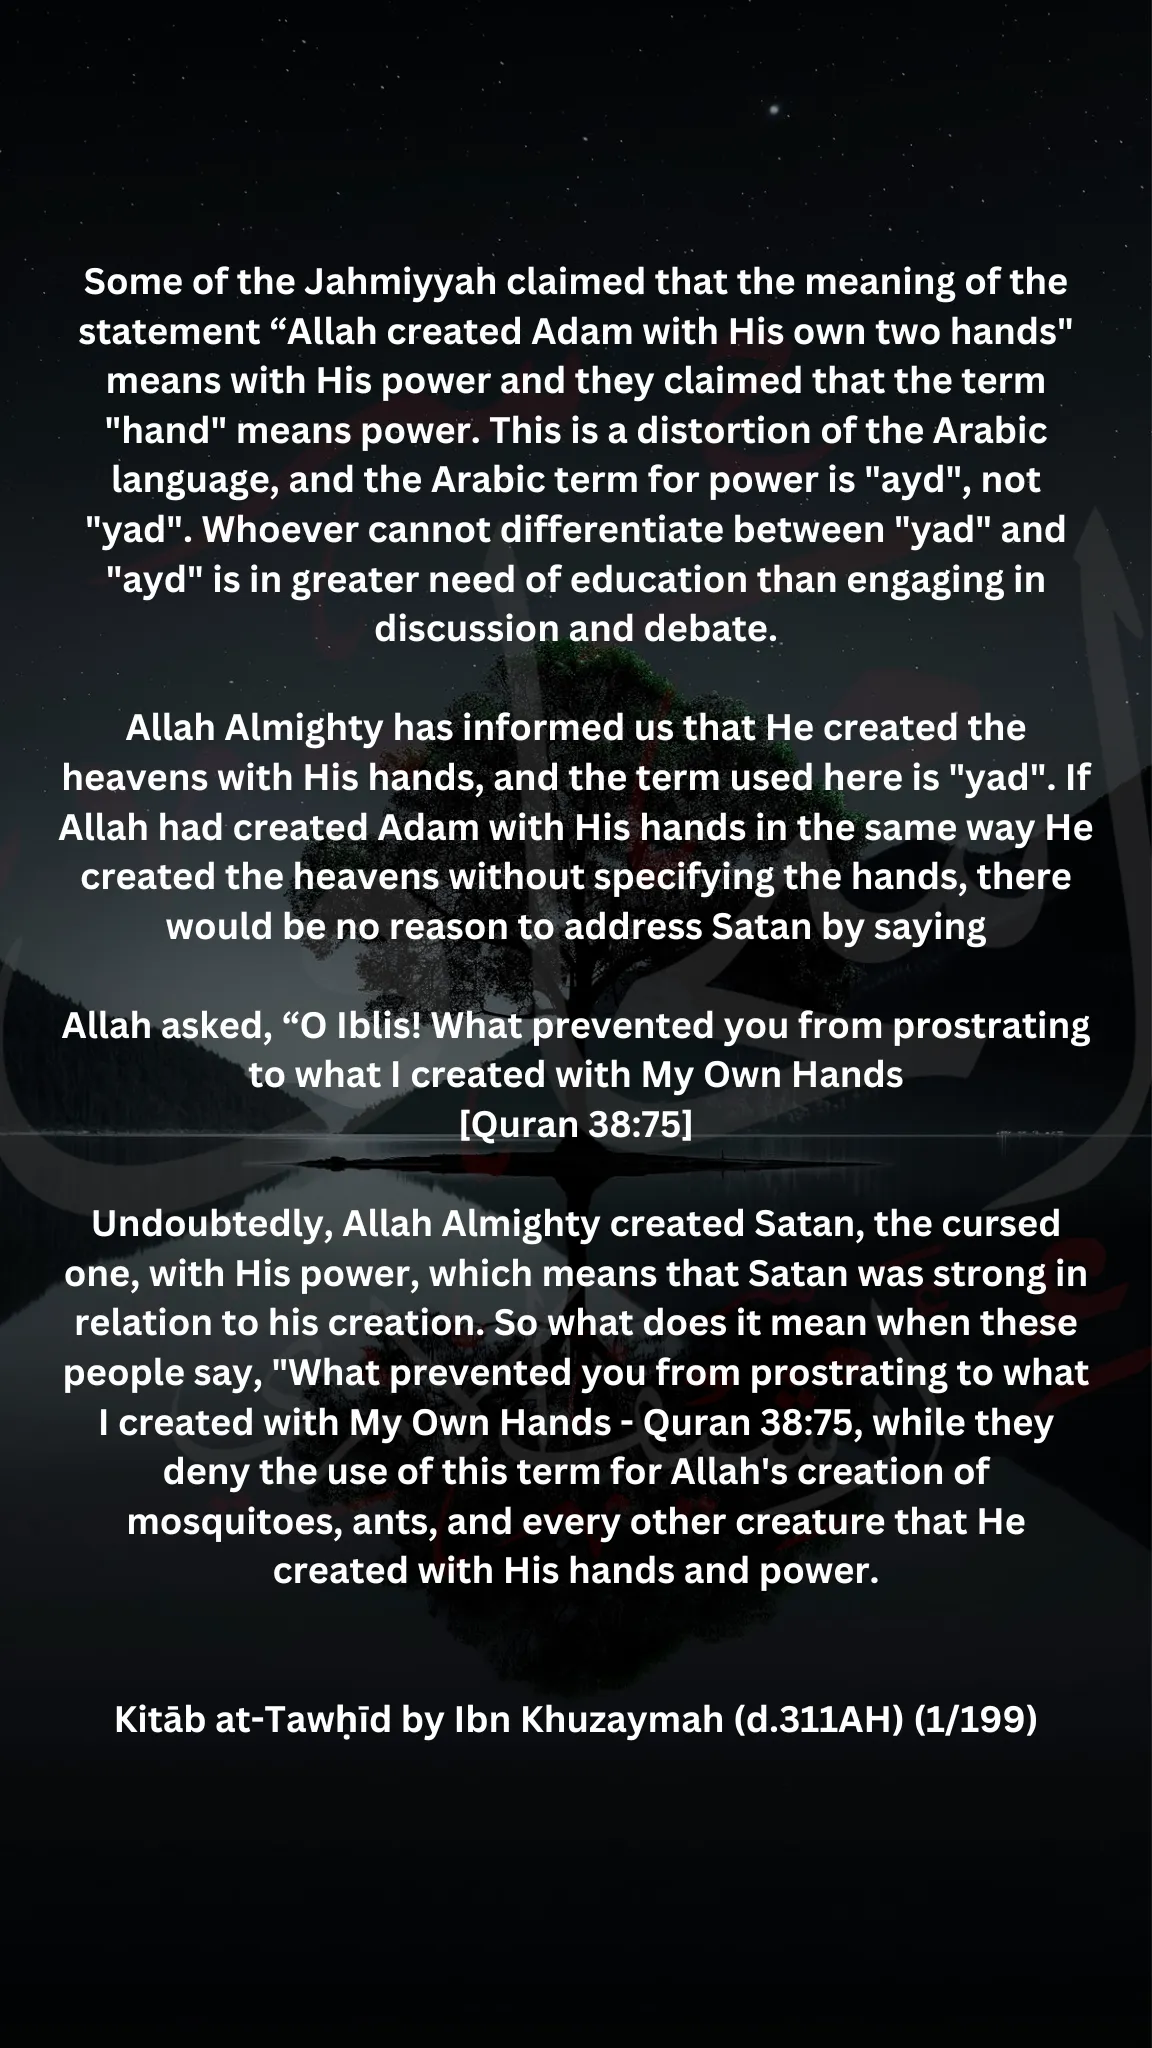 Some of the Jahmiyyah claimed that the meaning of the
statement “Allah created Adam with His own two hands"
means with His power and they claimed that the term
"hand" means power. This is a distortion of the Arabic
language, and the Arabic term for power is "ayd", not
"yad". Whoever cannot differentiate between "yad" and
"ayd" is in greater need of education than engaging in
discussion and debate.
Allah Almighty has informed us that He created the
heavens with His hands, and the term used here is "yad". If
Allah had created Adam with His hands in the same way He
created the heavens without specifying the hands, there
would be no reason to address Satan by saying
Allah asked, “O Iblis! What prevented you from prostrating
to what I created with My Own Hands
[Quran 38:75]
Undoubtedly, Allah Almighty created Satan, the cursed
one, with His power, which means that Satan was strong in
relation to his creation. So what does it mean when these
people say, "What prevented you from prostrating to what
I created with My Own Hands - Quran 38:75, while they
deny the use of this term for Allah's creation of
mosquitoes, ants, and every other creature that He
created with His hands and power.
Kitāb at-Tawḥīd by Ibn Khuzaymah (d.311AH) (1/199)